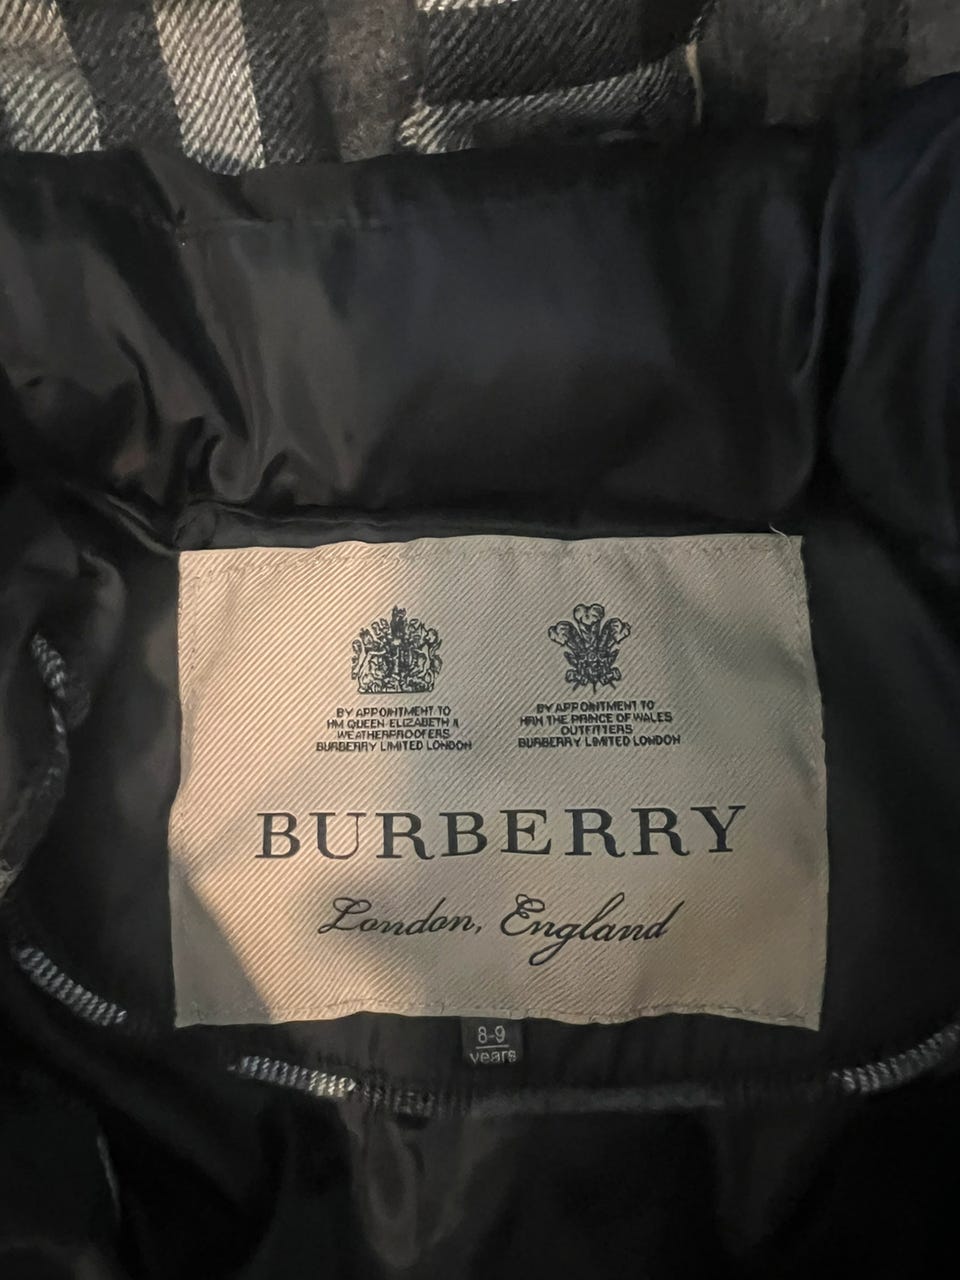 BY APPOINTMENT TO
HM QUEEN ELIZABETH II
WEATHERPROOFERS
BURBERRY LIMITED LONDON
BY APPOINTMENT TO
HRH THE PRINCE OF WALES
OUTFITTERS
BURBERRY LIMITED LONDON
BURBERRY
London, England
8-9
years